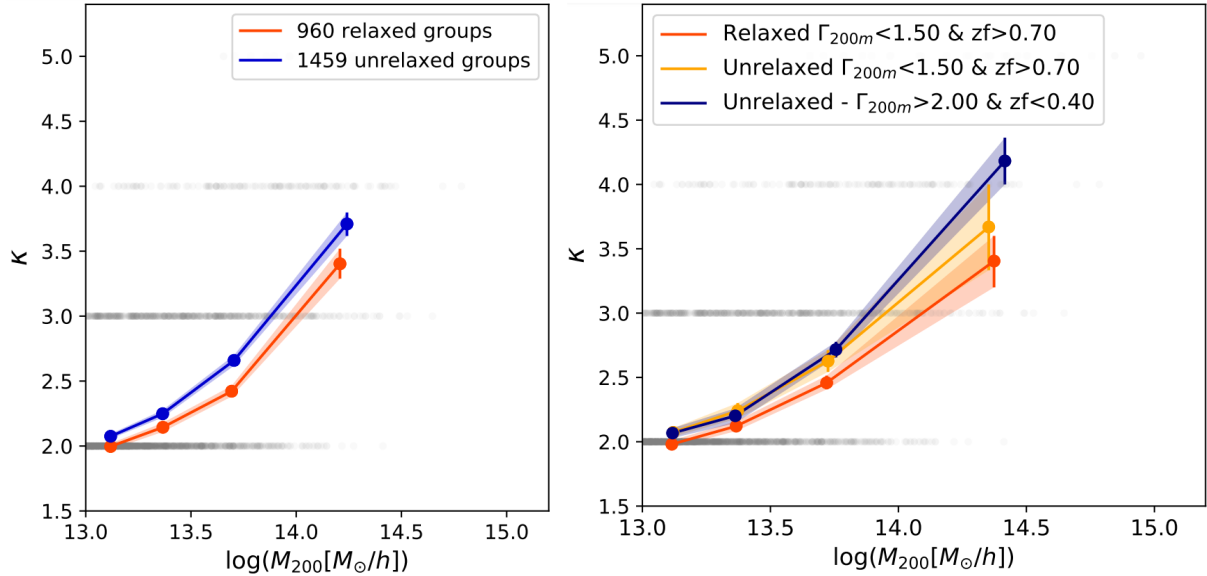 960 relaxed groups
1459 unrelaxed groups
5.0
4.5
4.0
3.5
3.0
2.5
2.0
1.5
κ
13.0 13.5 14.0 14.5 15.0
log(M₂₀₀[M⊙/h])
Relaxed Γ₂₀₀ₘ<1.50 & zf>0.70
Unrelaxed Γ₂₀₀ₘ<1.50 & zf>0.70
Unrelaxed - Γ₂₀₀ₘ>2.00 & zf<0.40
5.0
4.5
4.0
3.5
3.0
2.5
2.0
1.5
κ
13.0 13.5 14.0 14.5 15.0
log(M₂₀₀[M⊙/h])